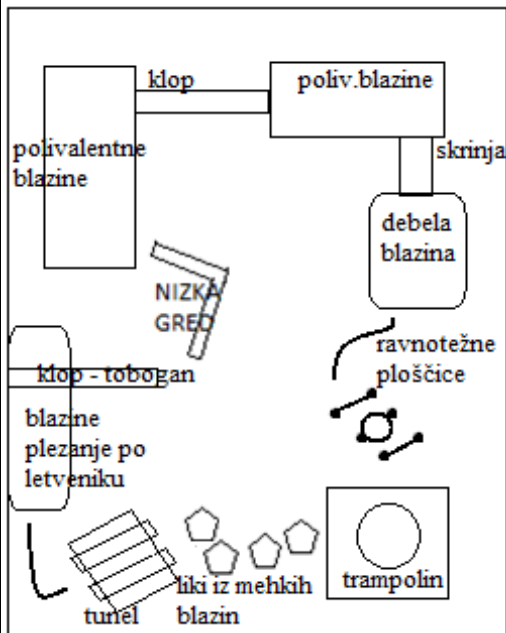 klop
poliv.blazine
polivalentne
blazine
skrinja
debela
blazina
NIZKA
GRED
ravnotežne
ploščice
klop - tobogan
blazine
plezanje po
letveniku
trampolin
liki iz mehkih
blazin
tunel